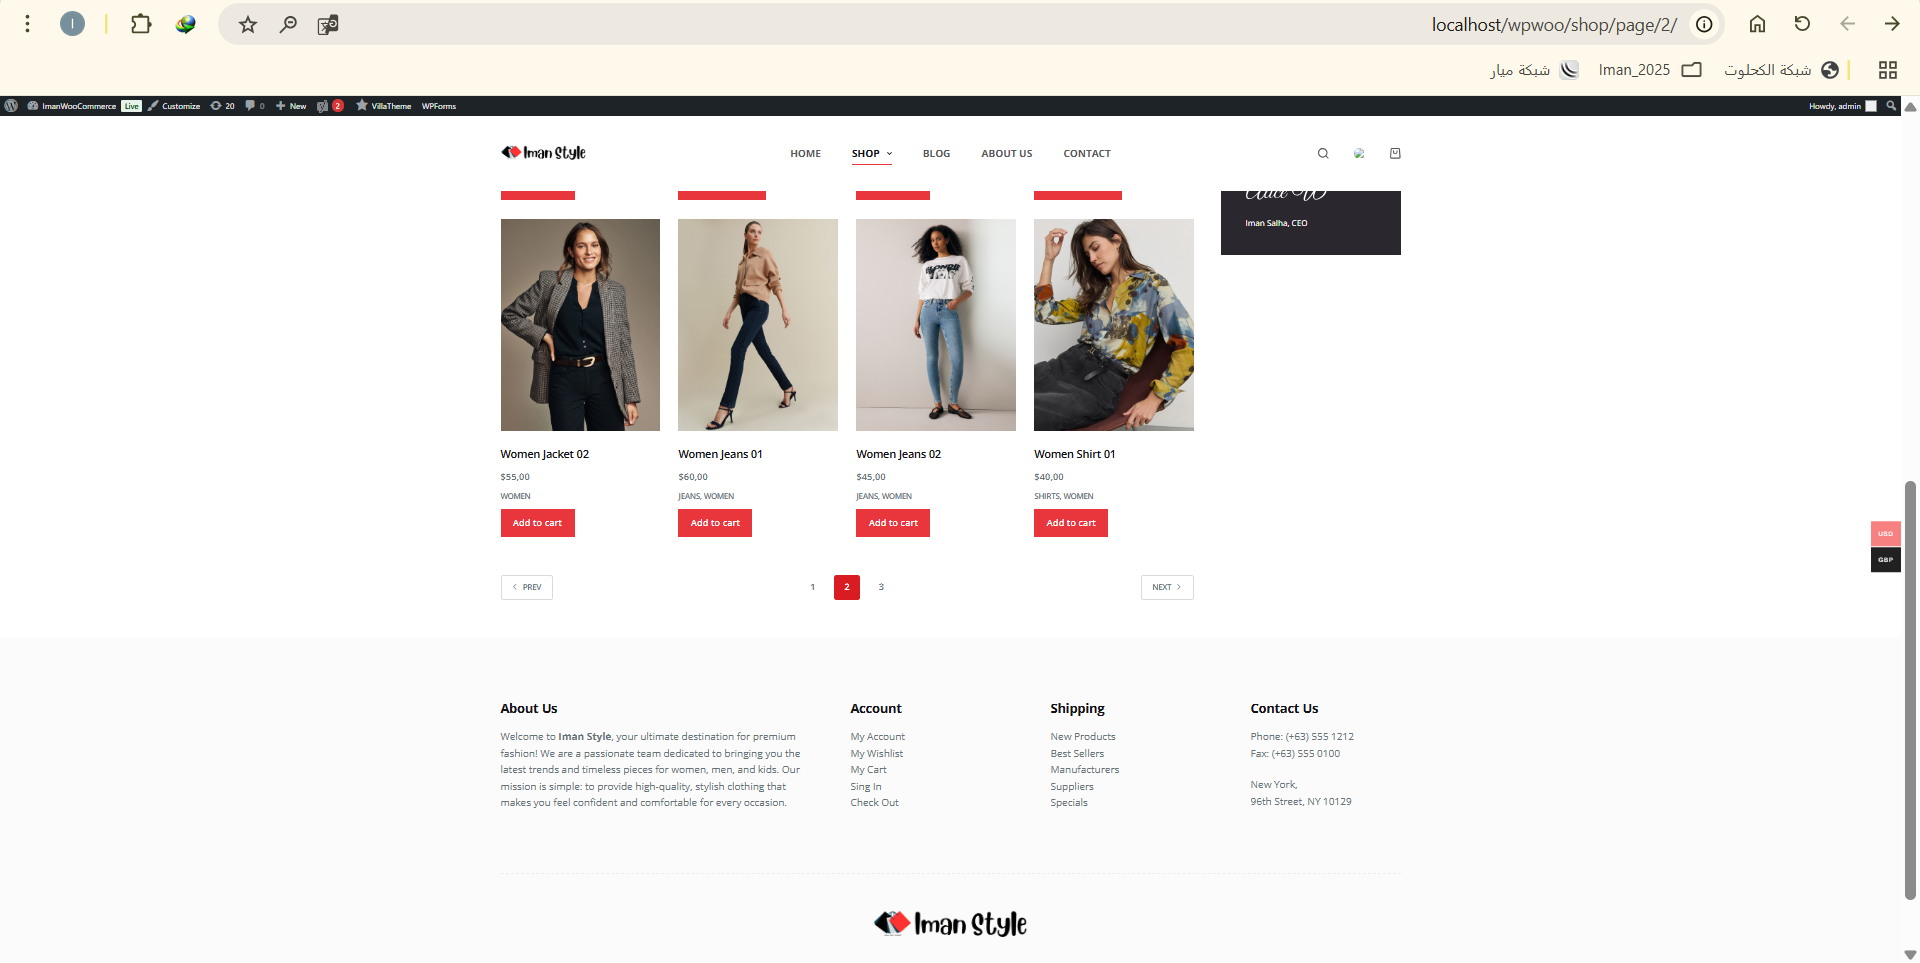 I
localhost/wpwoo/shop/page/2/
شبكة ميار
Iman_2025
شبكة الكحلوت
ImanWooCommerce Live Customize 20 0 New 2 VillaTheme WPForms
Howdy, admin
Iman Style
HOME SHOP BLOG ABOUT US CONTACT
Iman Salha, CEO
BLONDIE
Women Jacket 02
$55,00
WOMEN
Add to cart
Women Jeans 01
$60,00
JEANS, WOMEN
Add to cart
Women Jeans 02
$45,00
JEANS, WOMEN
Add to cart
Women Shirt 01
$40,00
SHIRTS, WOMEN
Add to cart
USD
GBP
PREV 1 2 3 NEXT
About Us
Welcome to Iman Style, your ultimate destination for premium
fashion! We are a passionate team dedicated to bringing you the
latest trends and timeless pieces for women, men, and kids. Our
mission is simple: to provide high-quality, stylish clothing that
makes you feel confident and comfortable for every occasion.
Account
My Account
My Wishlist
My Cart
Sing In
Check Out
Shipping
New Products
Best Sellers
Manufacturers
Suppliers
Specials
Contact Us
Phone: (+63) 555 1212
Fax: (+63) 555 0100
New York,
96th Street, NY 10129
Iman Style